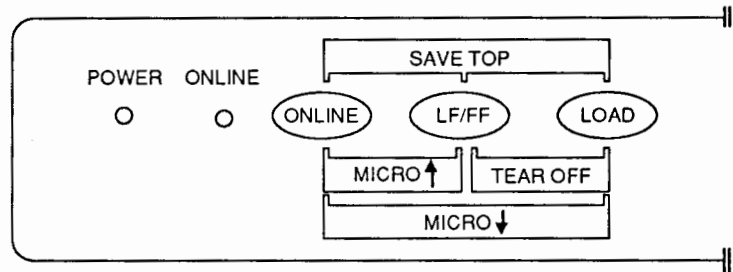 SAVE TOP
POWER ONLINE
ONLINE LF/FF LOAD
MICRO↑ TEAR OFF
MICRO↓